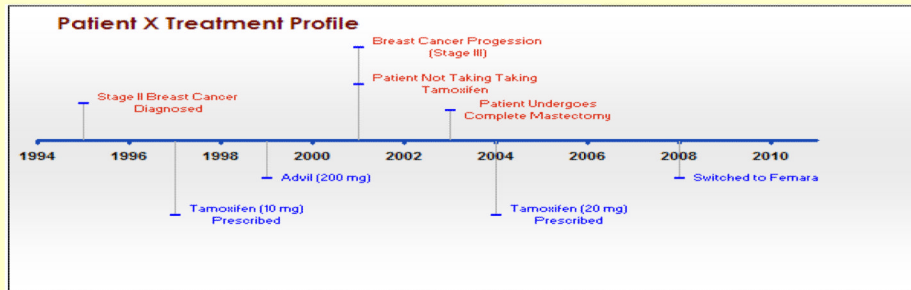 Patient X Treatment Profile
Breast Cancer Progession
(Stage III)
Patient Not Taking Taking
Tamoxifen
Stage II Breast Cancer
Diagnosed
Patient Undergoes
Complete Mastectomy
1994 1996 1998 2000 2002 2004 2006 2008 2010
Advil (200 mg)
Switched to Femara
Tamoxifen (10 mg)
Prescribed
Tamoxifen (20 mg)
Prescribed